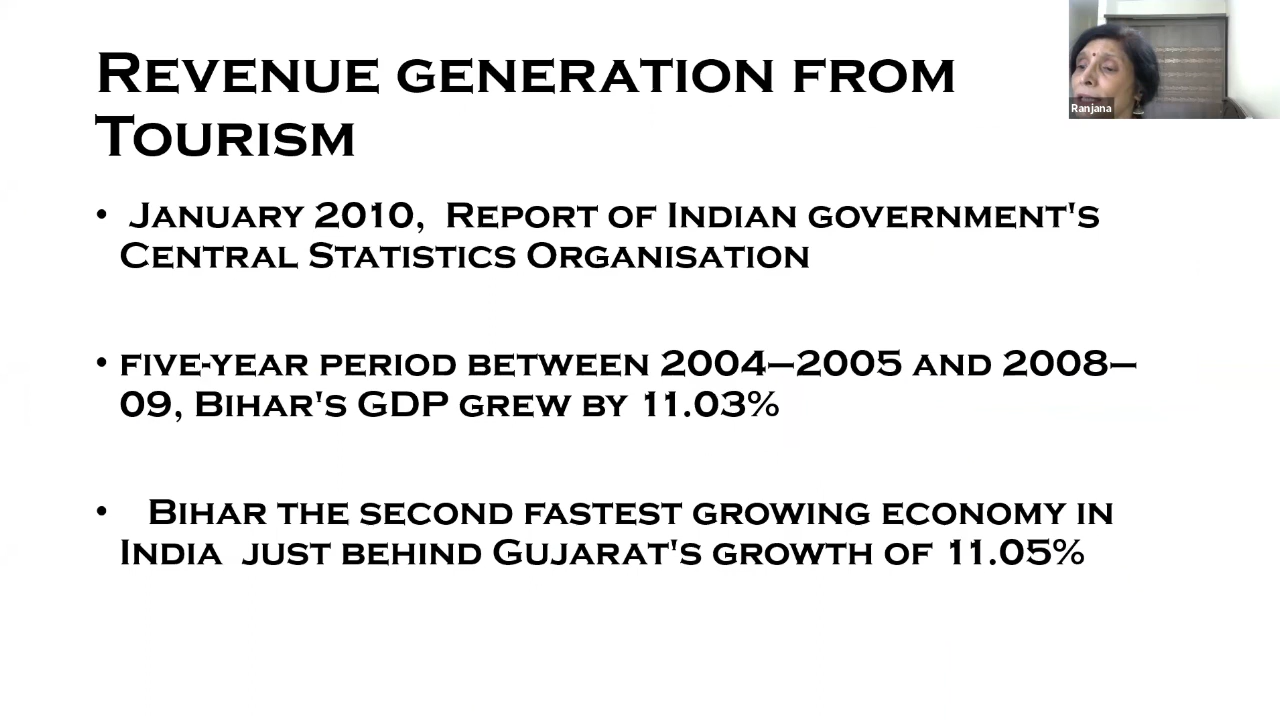 Revenue generation from
Tourism
Ranjana
• January 2010, Report of Indian government's
Central Statistics Organisation
• five-year period between 2004–2005 and 2008–
09, Bihar's GDP grew by 11.03%
• Bihar the second fastest growing economy in
India just behind Gujarat's growth of 11.05%